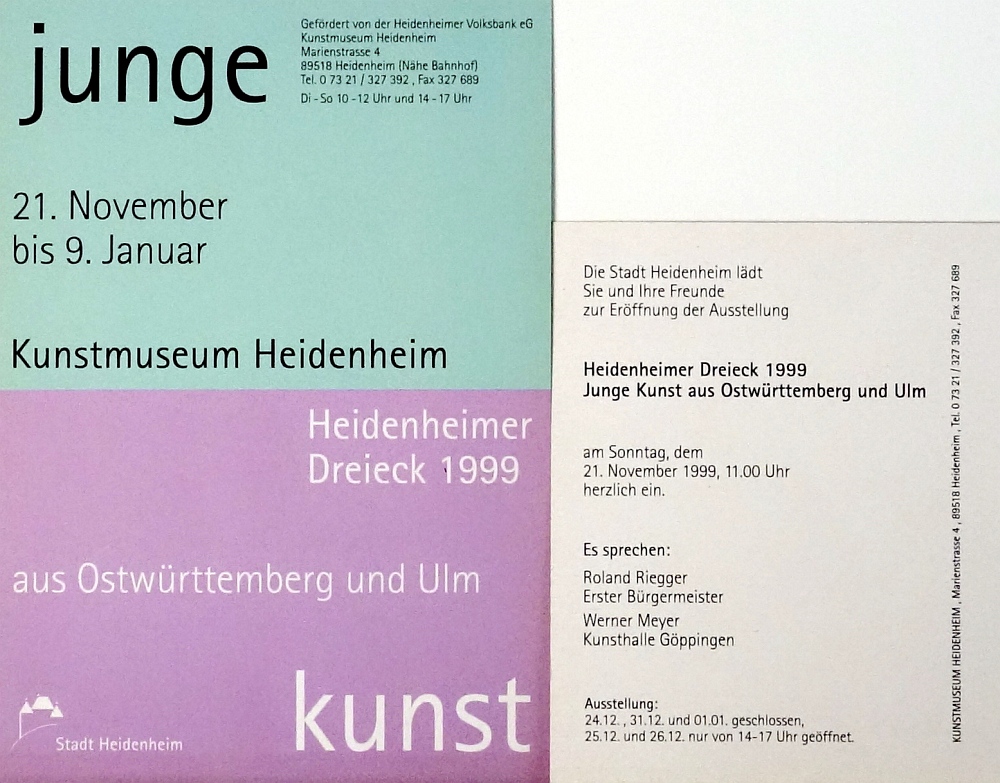 junge
Gefördert von der Heidenheimer Volksbank eG
Kunstmuseum Heidenheim
Marienstrasse 4
89518 Heidenheim (Nähe Bahnhof)
Tel. 0 73 21 / 327 392 , Fax 327 689
Di - So 10 - 12 Uhr und 14 - 17 Uhr
21. November
bis 9. Januar
Kunstmuseum Heidenheim
Heidenheimer
Dreieck 1999
aus Ostwürttemberg und Ulm
kunst
Stadt Heidenheim
Die Stadt Heidenheim lädt
Sie und Ihre Freunde
zur Eröffnung der Ausstellung
Heidenheimer Dreieck 1999
Junge Kunst aus Ostwürttemberg und Ulm
am Sonntag, dem
21. November 1999, 11.00 Uhr
herzlich ein.
Es sprechen:
Roland Riegger
Erster Bürgermeister
Werner Meyer
Kunsthalle Göppingen
Ausstellung:
24.12. , 31.12. und 01.01. geschlossen,
25.12. und 26.12. nur von 14-17 Uhr geöffnet.
KUNSTMUSEUM HEIDENHEIM , Marienstrasse 4 , 89518 Heidenheim , Tel. 0 73 21 / 327 392 , Fax 327 689